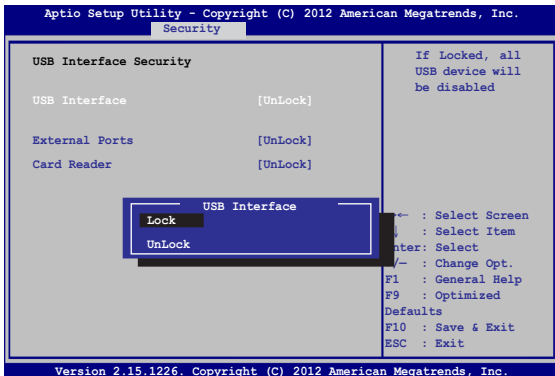 Aptio Setup Utility - Copyright (C) 2012 American Megatrends, Inc.
Security
USB Interface Security
USB Interface [UnLock]
External Ports [UnLock]
Card Reader [UnLock]
If Locked, all
USB device will
be disabled
USB Interface
Lock
UnLock
← : Select Screen
: Select Item
nter: Select
/— : Change Opt.
F1 : General Help
F9 : Optimized
Defaults
F10 : Save & Exit
ESC : Exit
Version 2.15.1226. Copyright (C) 2012 American Megatrends, Inc.